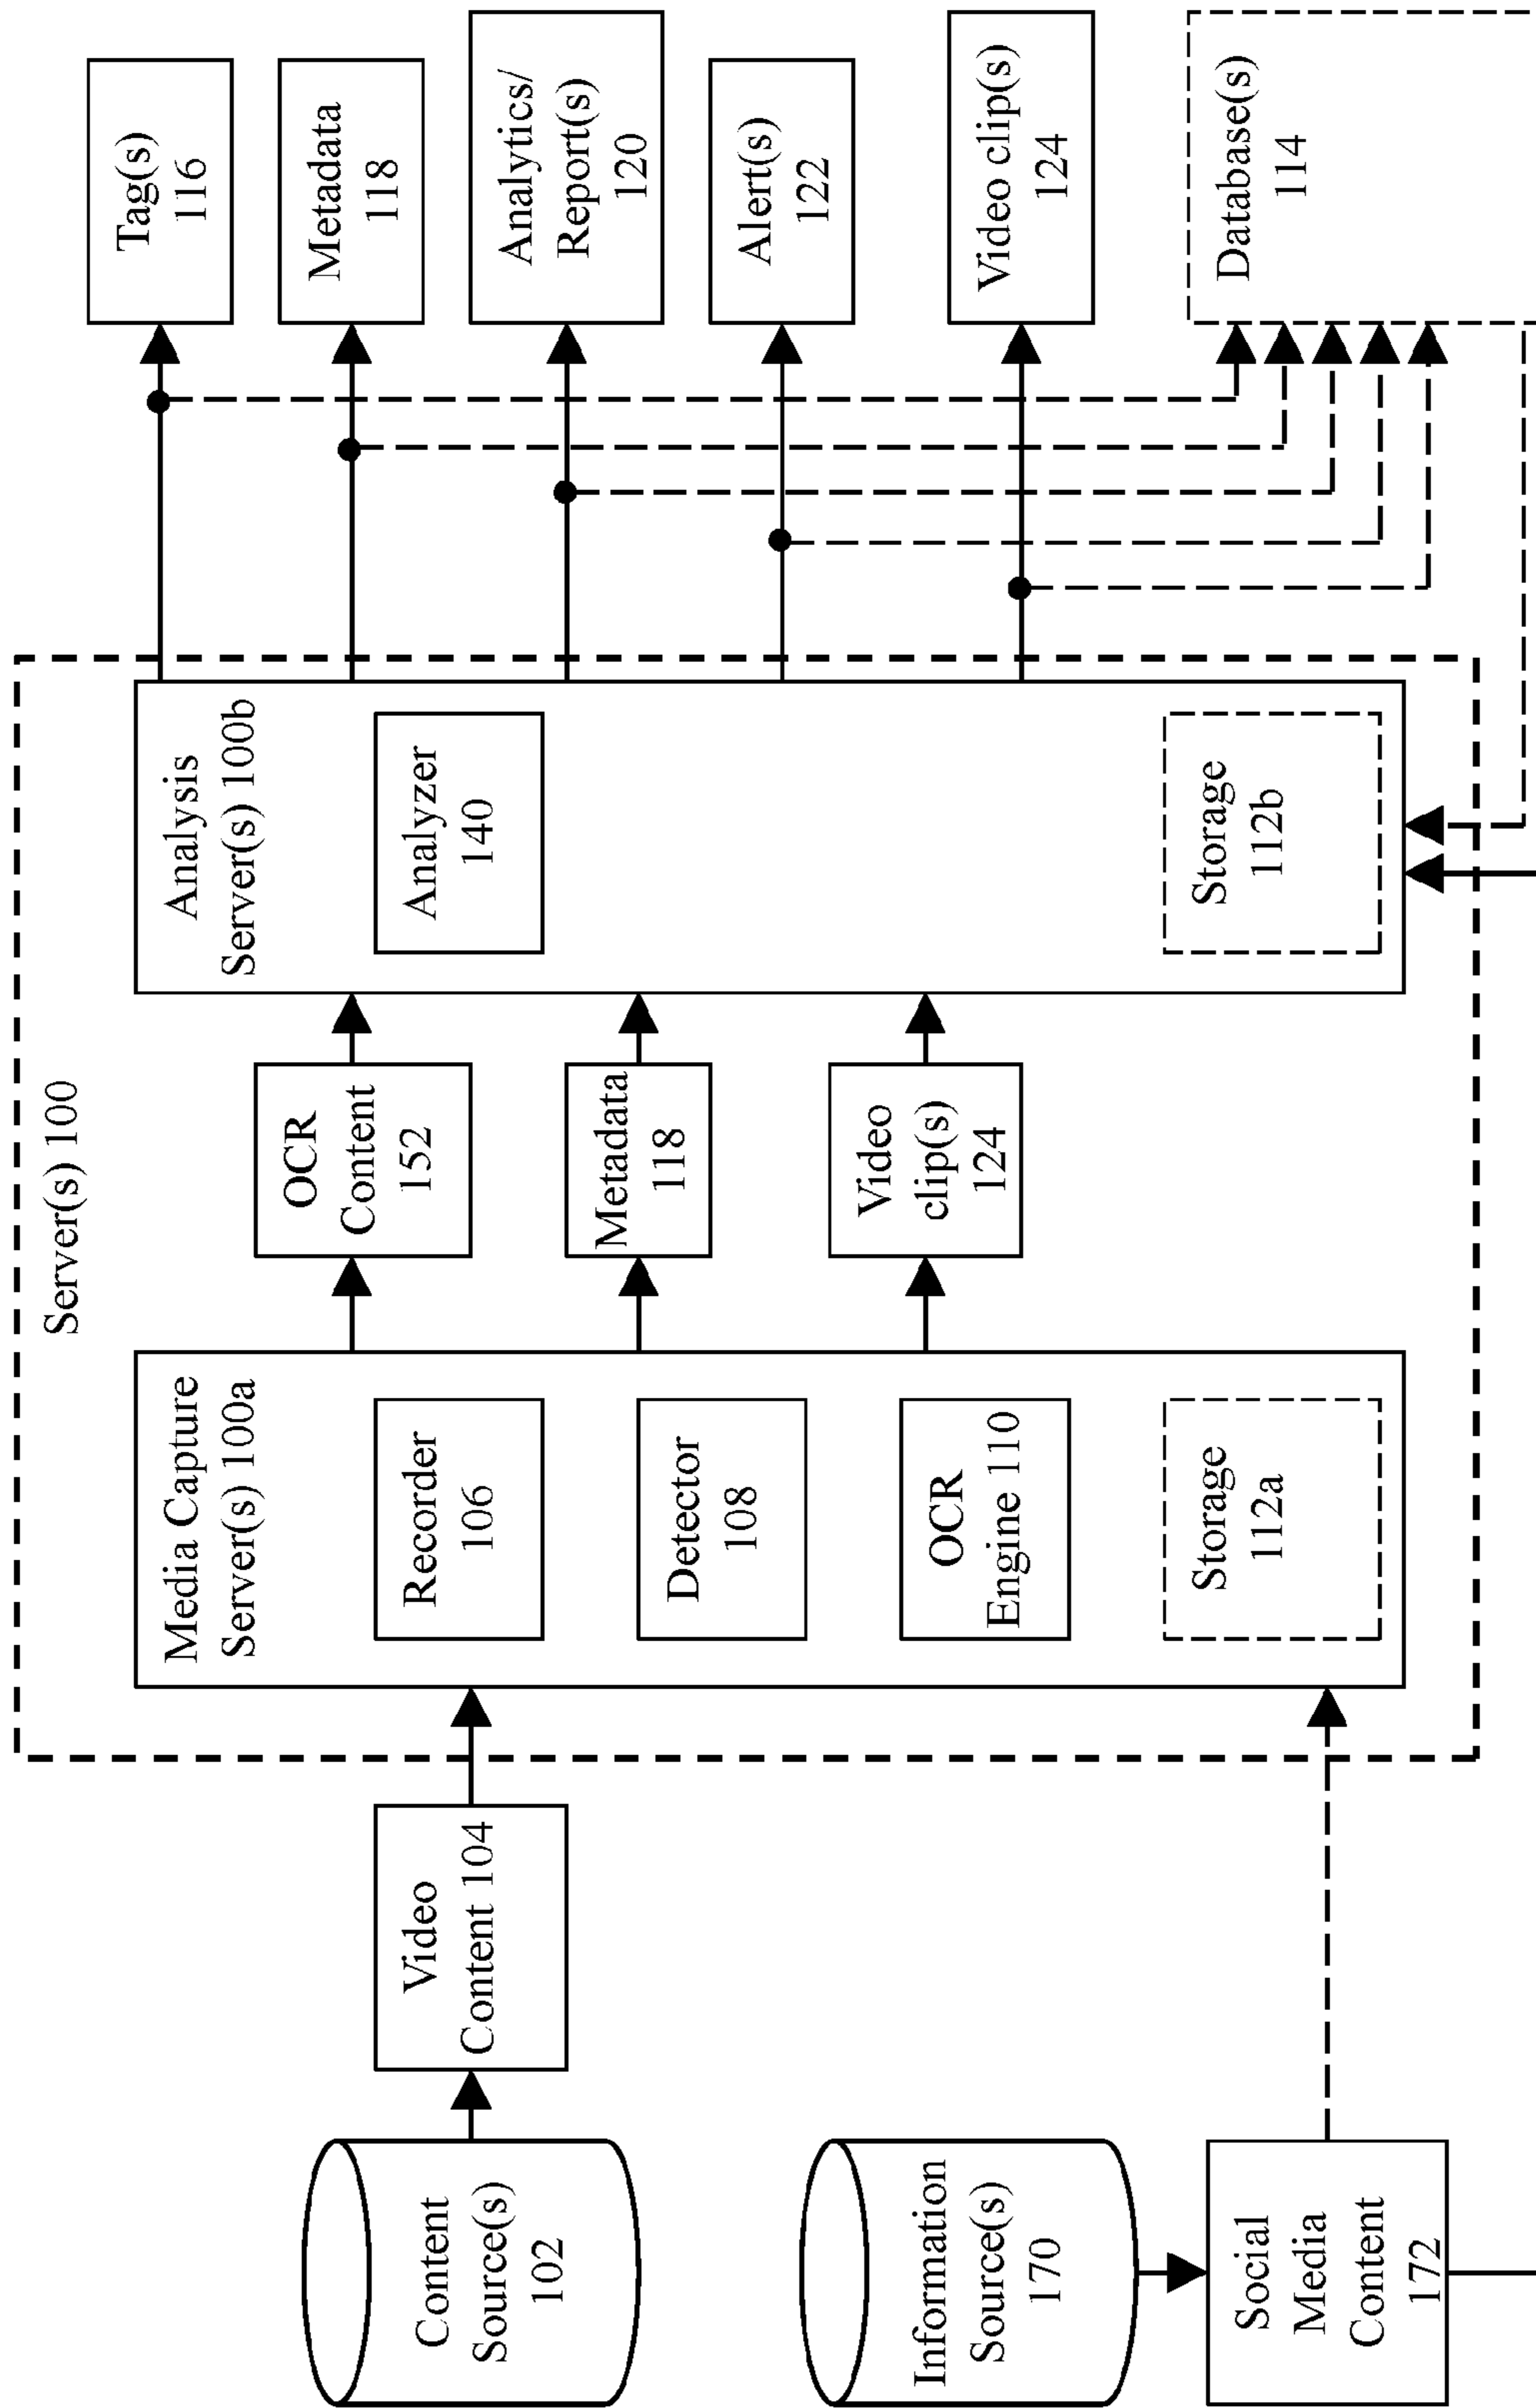 Server(s) 100
Content
Source(s)
102
Video
Content 104
Media Capture
Server(s) 100a
Recorder
106
Detector
108
OCR
Engine 110
Storage
112a
OCR
Content
152
Metadata
118
Video
clip(s)
124
Analysis
Server(s) 100b
Analyzer
140
Storage
112b
Tag(s)
116
Metadata
118
Analytics/
Report(s)
120
Alert(s)
122
Video clip(s)
124
Database(s)
114
Information
Source(s)
170
Social
Media
Content
172